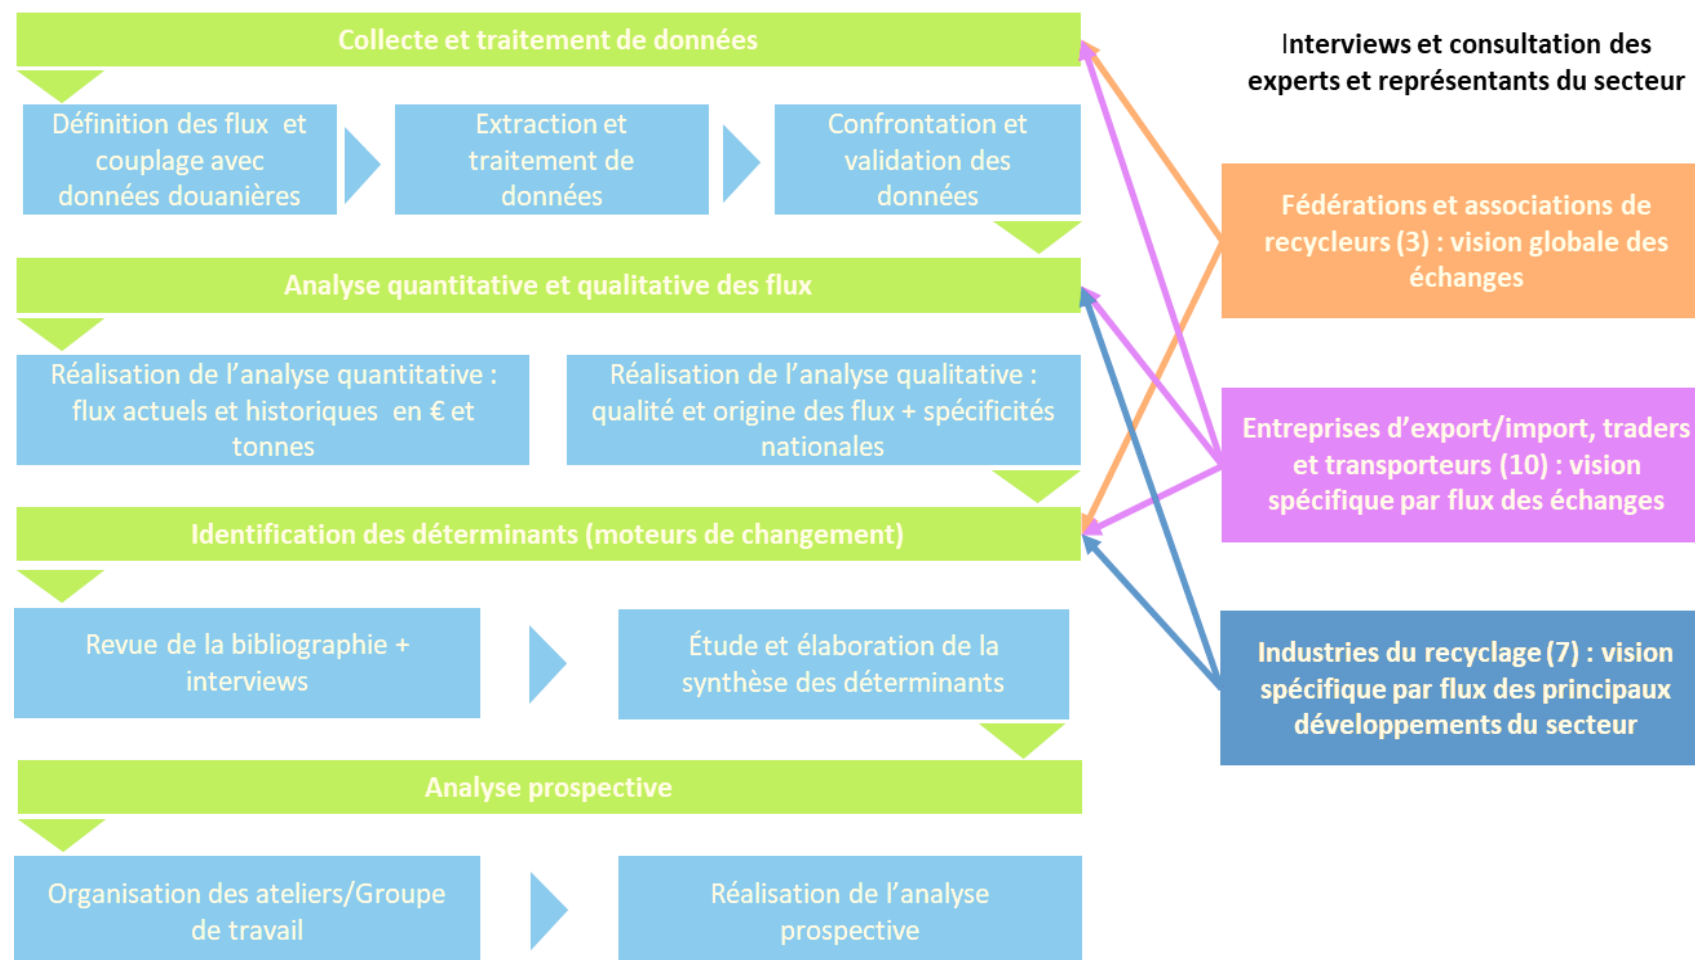 Collecte et traitement de données
Définition des flux et
couplage avec
données douanières
Extraction et
traitement de
données
Confrontation et
validation des
données
Analyse quantitative et qualitative des flux
Réalisation de l’analyse quantitative :
flux actuels et historiques en € et
tonnes
Réalisation de l’analyse qualitative :
qualité et origine des flux + spécificités
nationales
Identification des déterminants (moteurs de changement)
Revue de la bibliographie +
interviews
Étude et élaboration de la
synthèse des déterminants
Analyse prospective
Organisation des ateliers/Groupe
de travail
Réalisation de l’analyse
prospective
Interviews et consultation des
experts et représentants du secteur
Fédérations et associations de
recycleurs (3) : vision globale des
échanges
Entreprises d’export/import, traders
et transporteurs (10) : vision
spécifique par flux des échanges
Industries du recyclage (7) : vision
spécifique par flux des principaux
développements du secteur